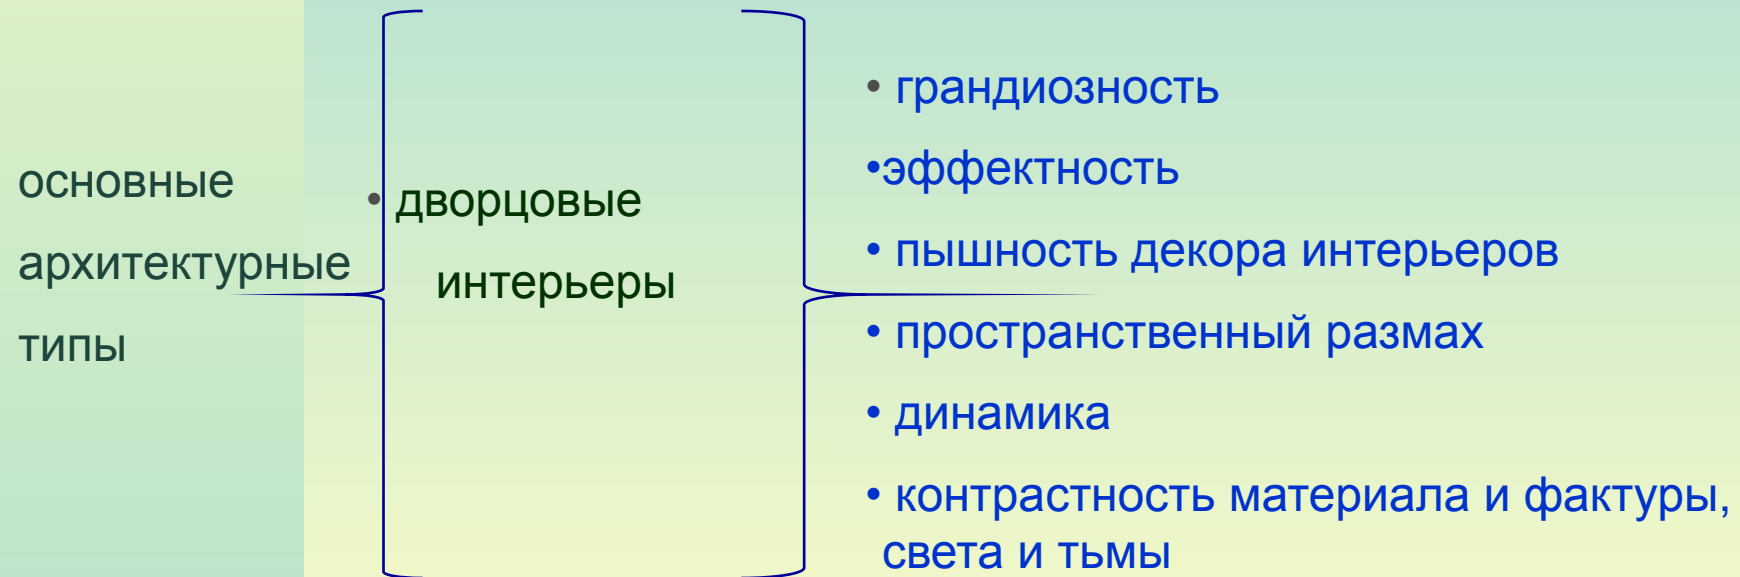 основные
архитектурные
типы
• дворцовые
интерьеры
• грандиозность
•эффектность
• пышность декора интерьеров
• пространственный размах
• динамика
• контрастность материала и фактуры,
света и тьмы